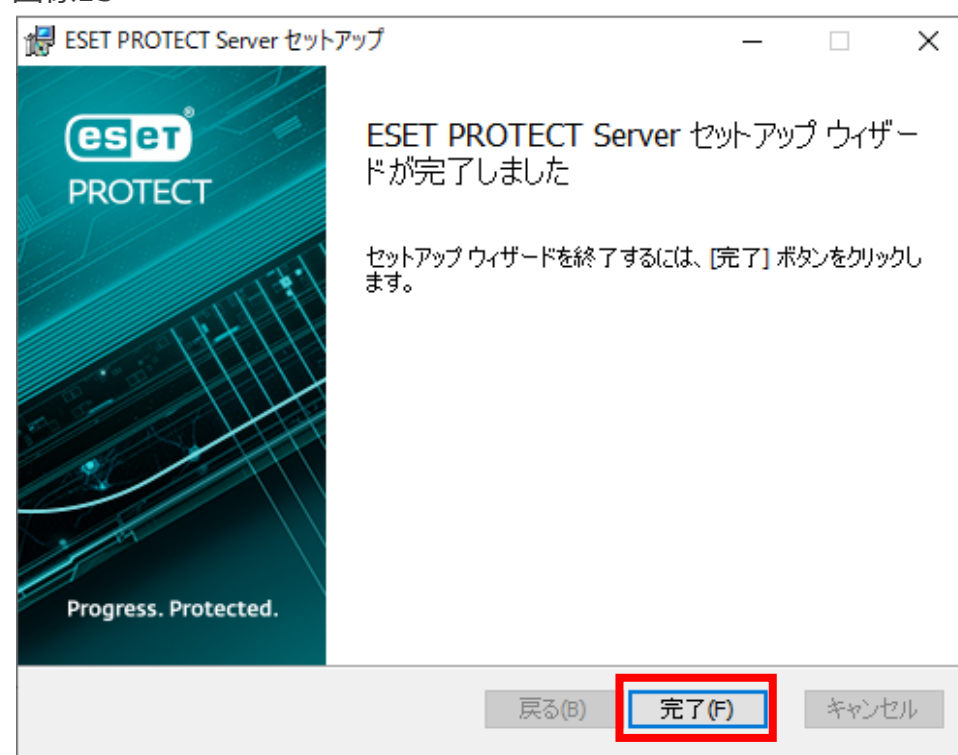 ESET PROTECT Server セットアップ
eset®
PROTECT
ESET PROTECT Server セットアップ ウィザー
ドが完了しました
セットアップ ウィザードを終了するには、[完了] ボタンをクリックし
ます。
Progress. Protected.
戻る(B) 完了(F) キャンセル